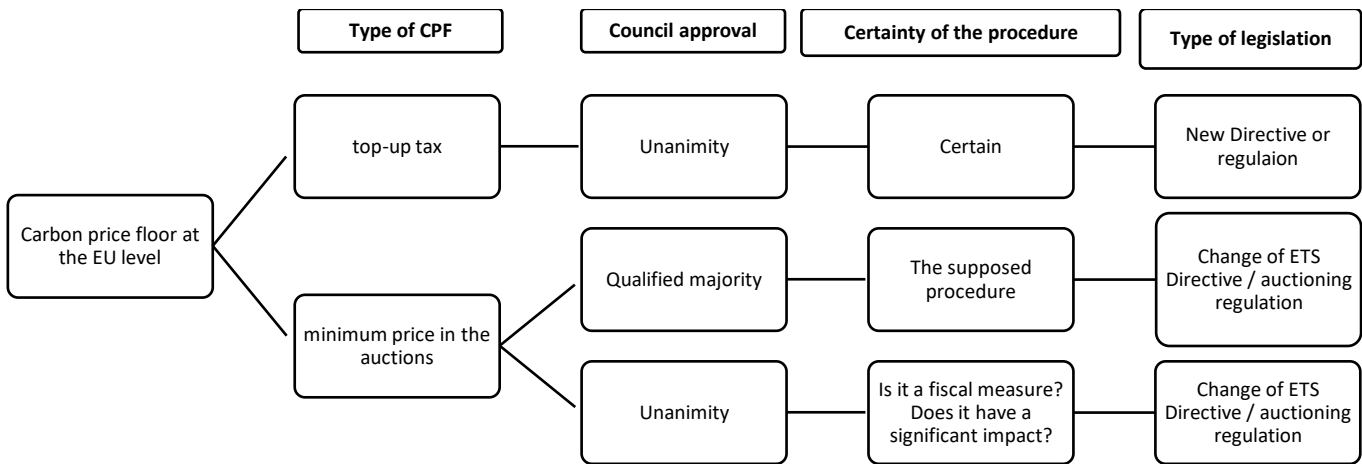 Type of CPF
Council approval
Certainty of the procedure
Type of legislation
top-up tax
Unanimity
Certain
New Directive or
regulaion
Carbon price floor at
the EU level
Qualified majority
The supposed
procedure
Change of ETS
Directive / auctioning
regulation
minimum price in the
auctions
Unanimity
Is it a fiscal measure?
Does it have a
significant impact?
Change of ETS
Directive / auctioning
regulation